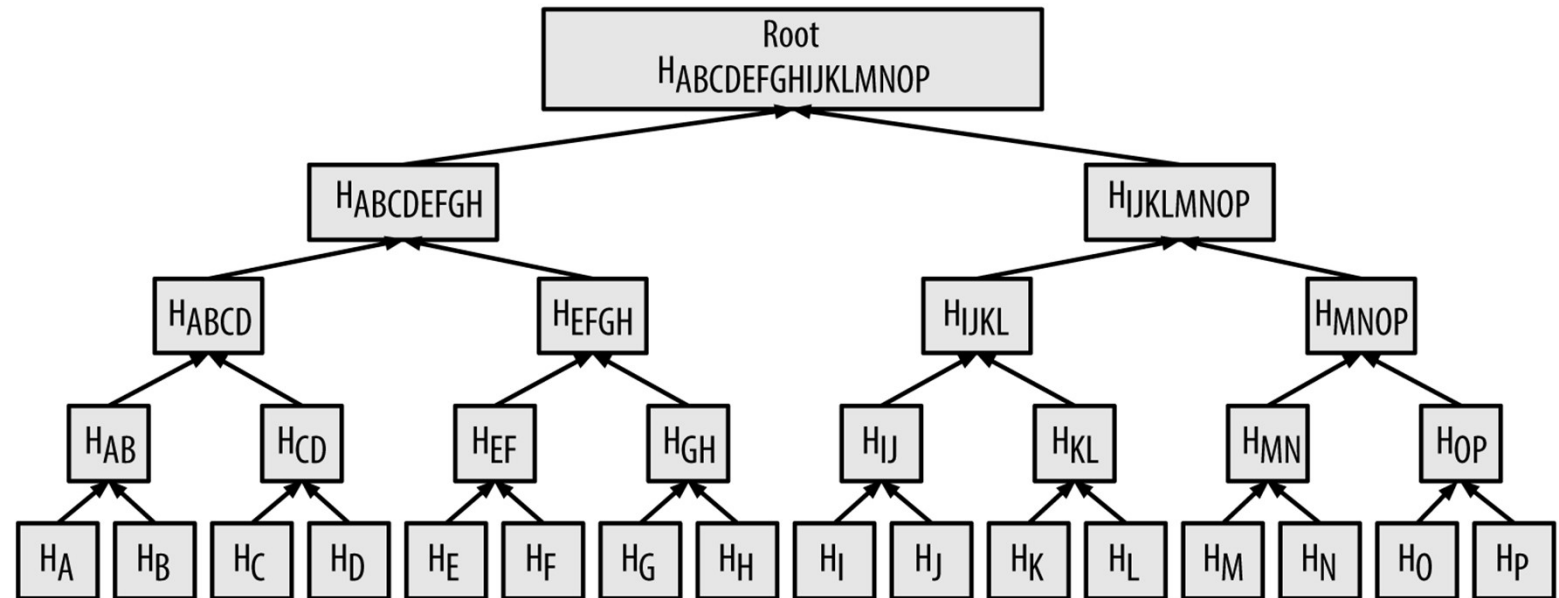 Root
HABCDEFGHIJKLMNOP
HABCDEFGH HIJKLMNOP
HABCD HEFGH HIJKL HMNOP
HAB HCD HEF HGH HIJ HKL HMN HOP
HA HB HC HD HE HF HG HH HI HJ HK HL HM HN HO HP